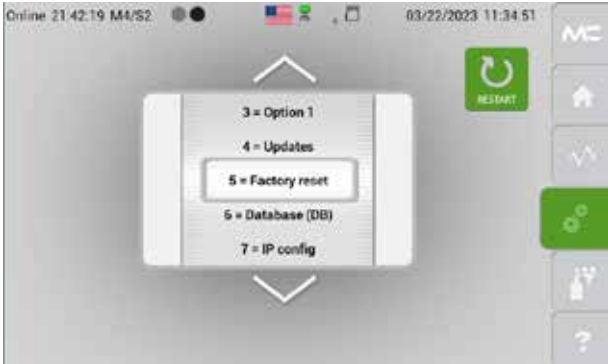 Online 21:42:19 M4/S2
03/22/2023 11:34:51
MC
RESTART
3 = Option 1
4 = Updates
5 = Factory reset
6 = Database (DB)
7 = IP config
?